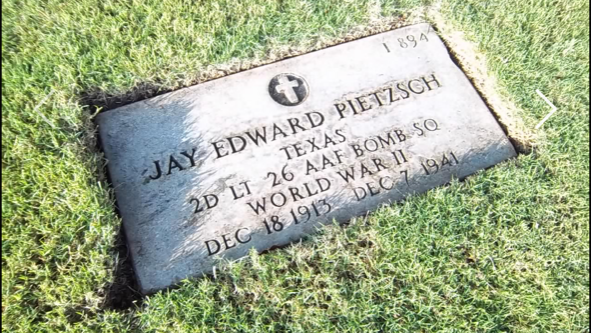 I 894
JAY EDWARD PIETZSCH
TEXAS
2D LT 26 AAF BOMB SQ
WORLD WAR II
DEC 18 1913 DEC 7 1941